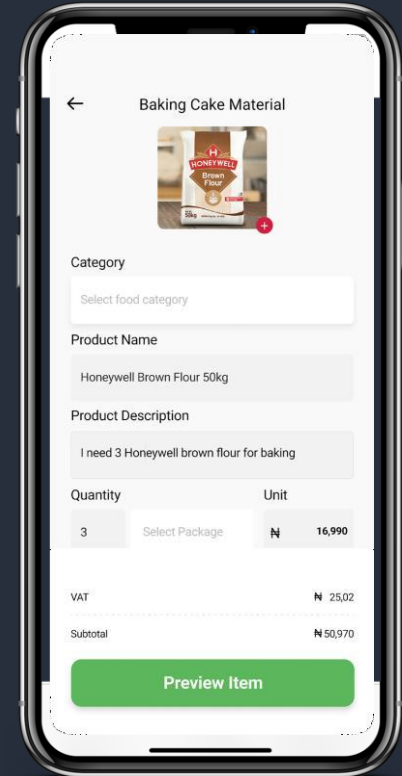 Baking Cake Material
HONEYWELL
Brown
Flour
50kg
Category
Select food category
Product Name
Honeywell Brown Flour 50kg
Product Description
I need 3 Honeywell brown flour for baking
Quantity Unit
3 Select Package ₦ 16,990
VAT ₦ 25,02
Subtotal ₦ 50,970
Preview Item